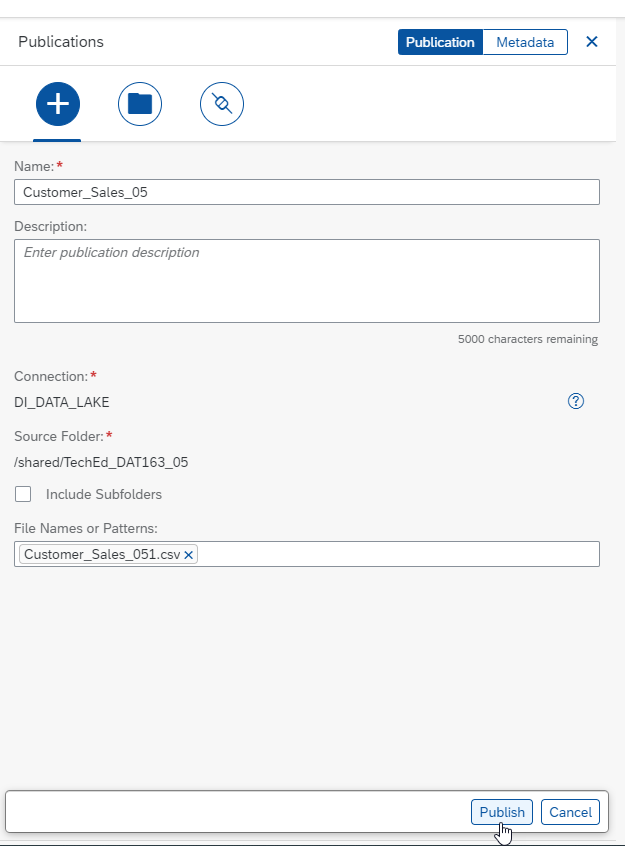 Publications
Publication Metadata
Name:*
Customer_Sales_05
Description:
Enter publication description
5000 characters remaining
Connection:*
DI_DATA_LAKE
Source Folder:*
/shared/TechEd_DAT163_05
Include Subfolders
File Names or Patterns:
Customer_Sales_051.csv
Publish Cancel